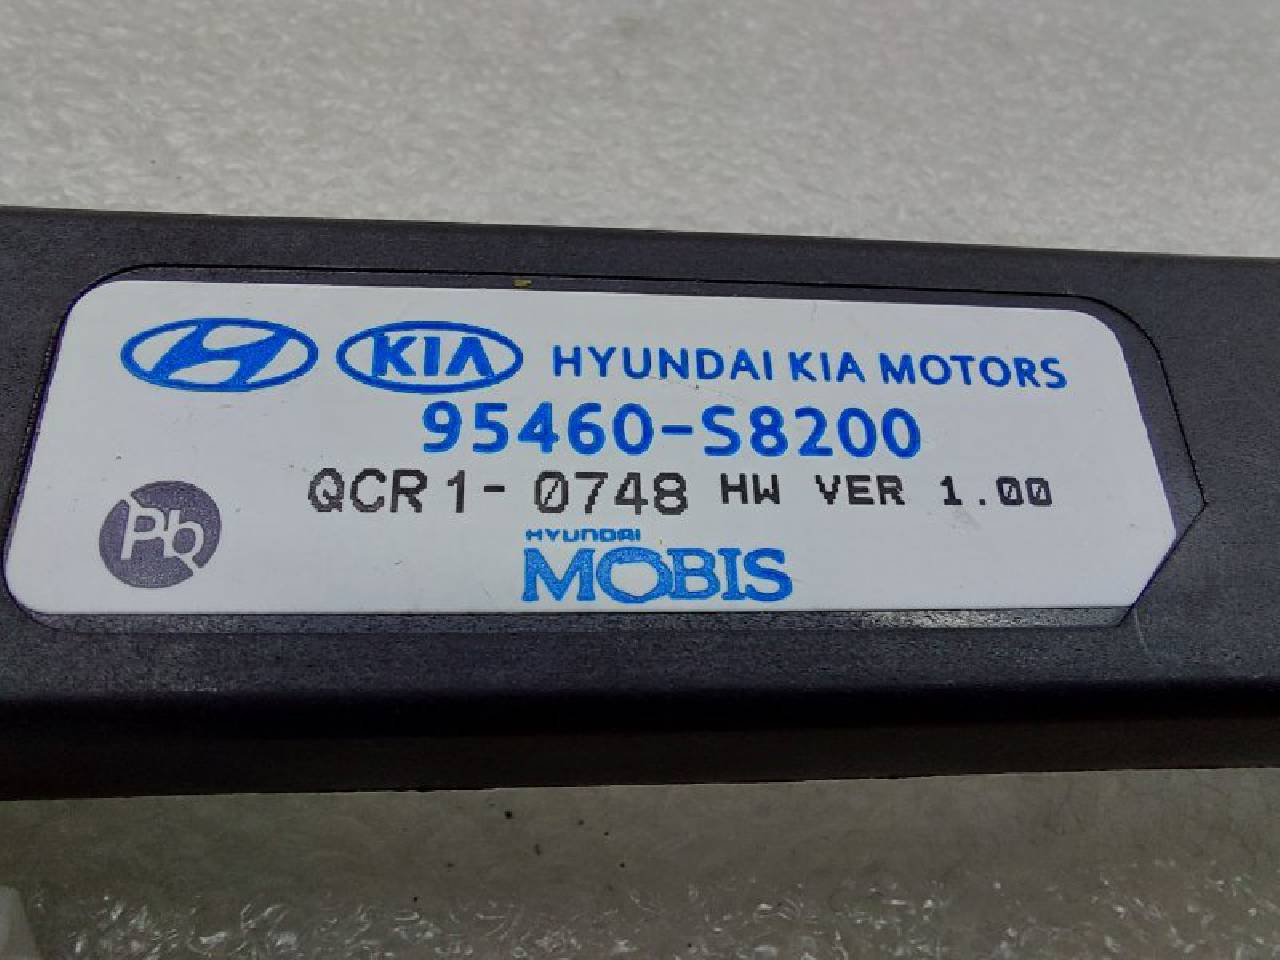 KIA HYUNDAI KIA MOTORS
95460-S8200
QCR1-0748 HW VER 1.00
Pb
HYUNDAI
MOBIS